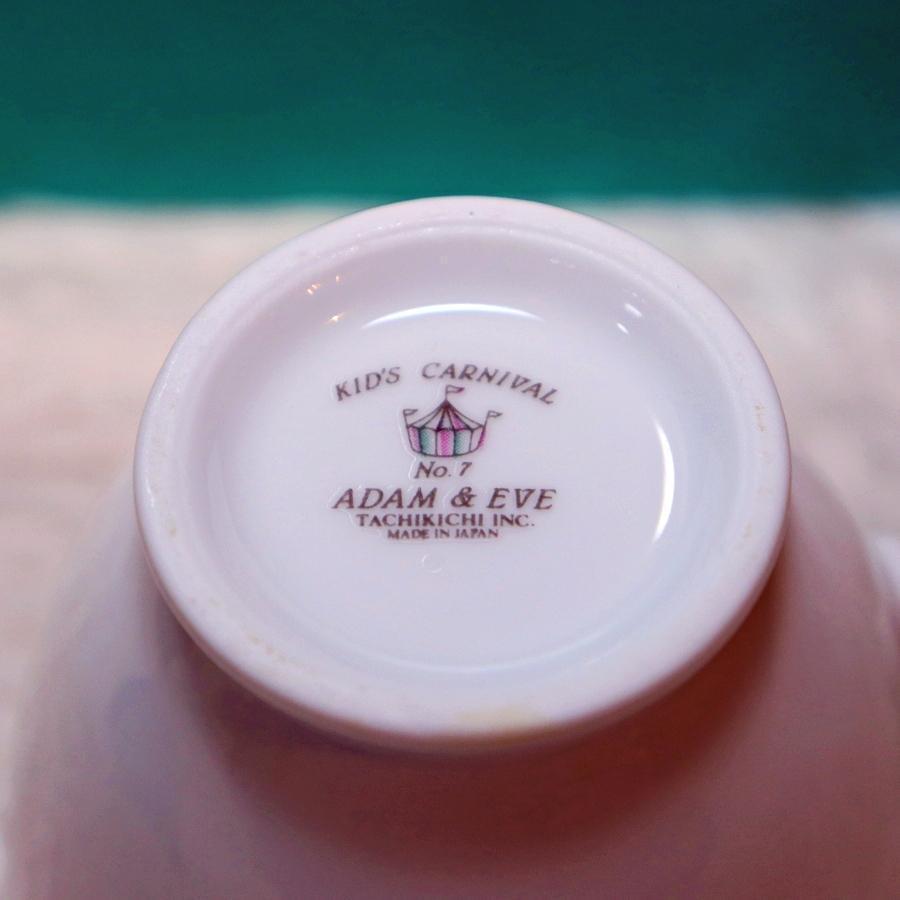 KID'S CARNIVAL
No. 7
ADAM & EVE
TACHIKICHI INC.
MADE IN JAPAN